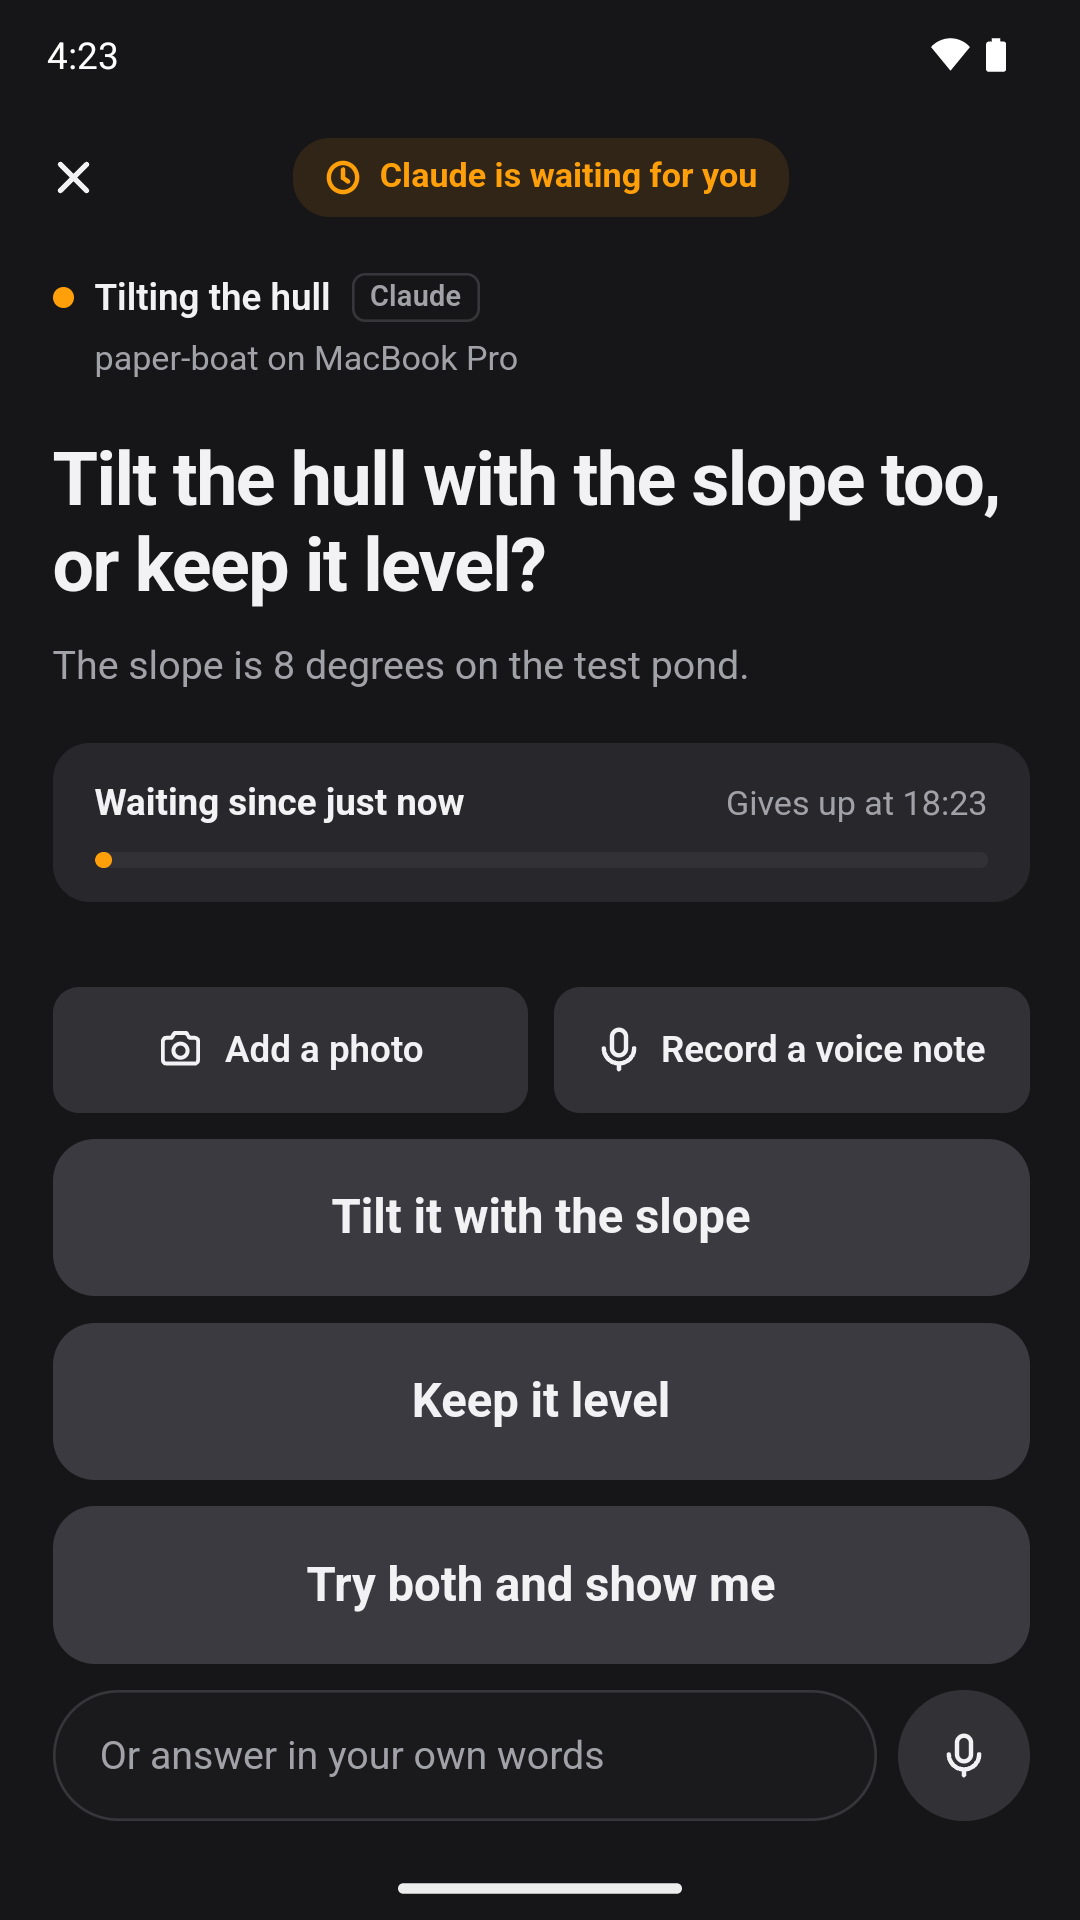 4:23
Claude is waiting for you
Tilting the hull Claude
paper-boat on MacBook Pro
Tilt the hull with the slope too,
or keep it level?
The slope is 8 degrees on the test pond.
Waiting since just now Gives up at 18:23
Add a photo Record a voice note
Tilt it with the slope
Keep it level
Try both and show me
Or answer in your own words